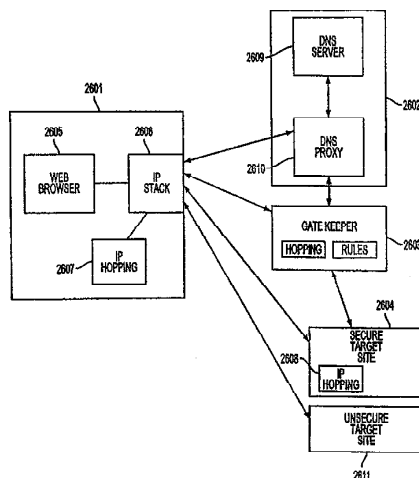 2601
2605
2606
WEB
BROWSER
IP
STACK
IP
HOPPING
2607
2609
DNS
SERVER
2602
DNS
PROXY
2610
GATE KEEPER
HOPPING
RULES
2603
2604
SECURE
TARGET
SITE
2608
IP
HOPPING
UNSECURE
TARGET
SITE
2611